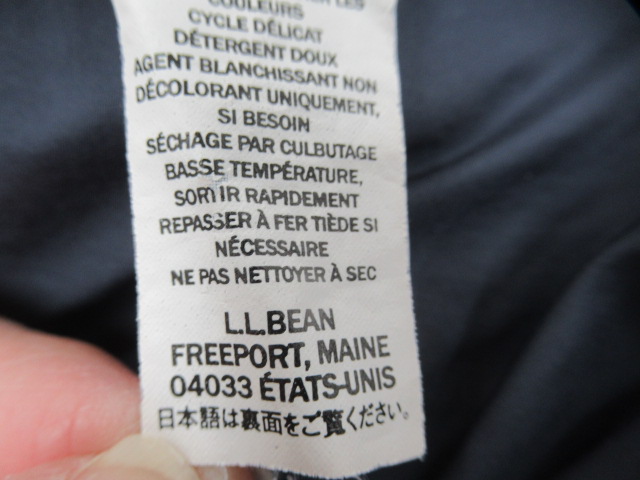 LES
COULEURS
CYCLE DÉLICAT
DÉTERGENT DOUX
AGENT BLANCHISSANT NON
DÉCOLORANT UNIQUEMENT,
SI BESOIN
SÉCHAGE PAR CULBUTAGE
BASSE TEMPÉRATURE,
SORTIR RAPIDEMENT
REPASSER À FER TIÈDE SI
NÉCESSAIRE
NE PAS NETTOYER À SEC
L.L.BEAN
FREEPORT, MAINE
04033 ÉTATS-UNIS
日本語は裏面をご覧ください。